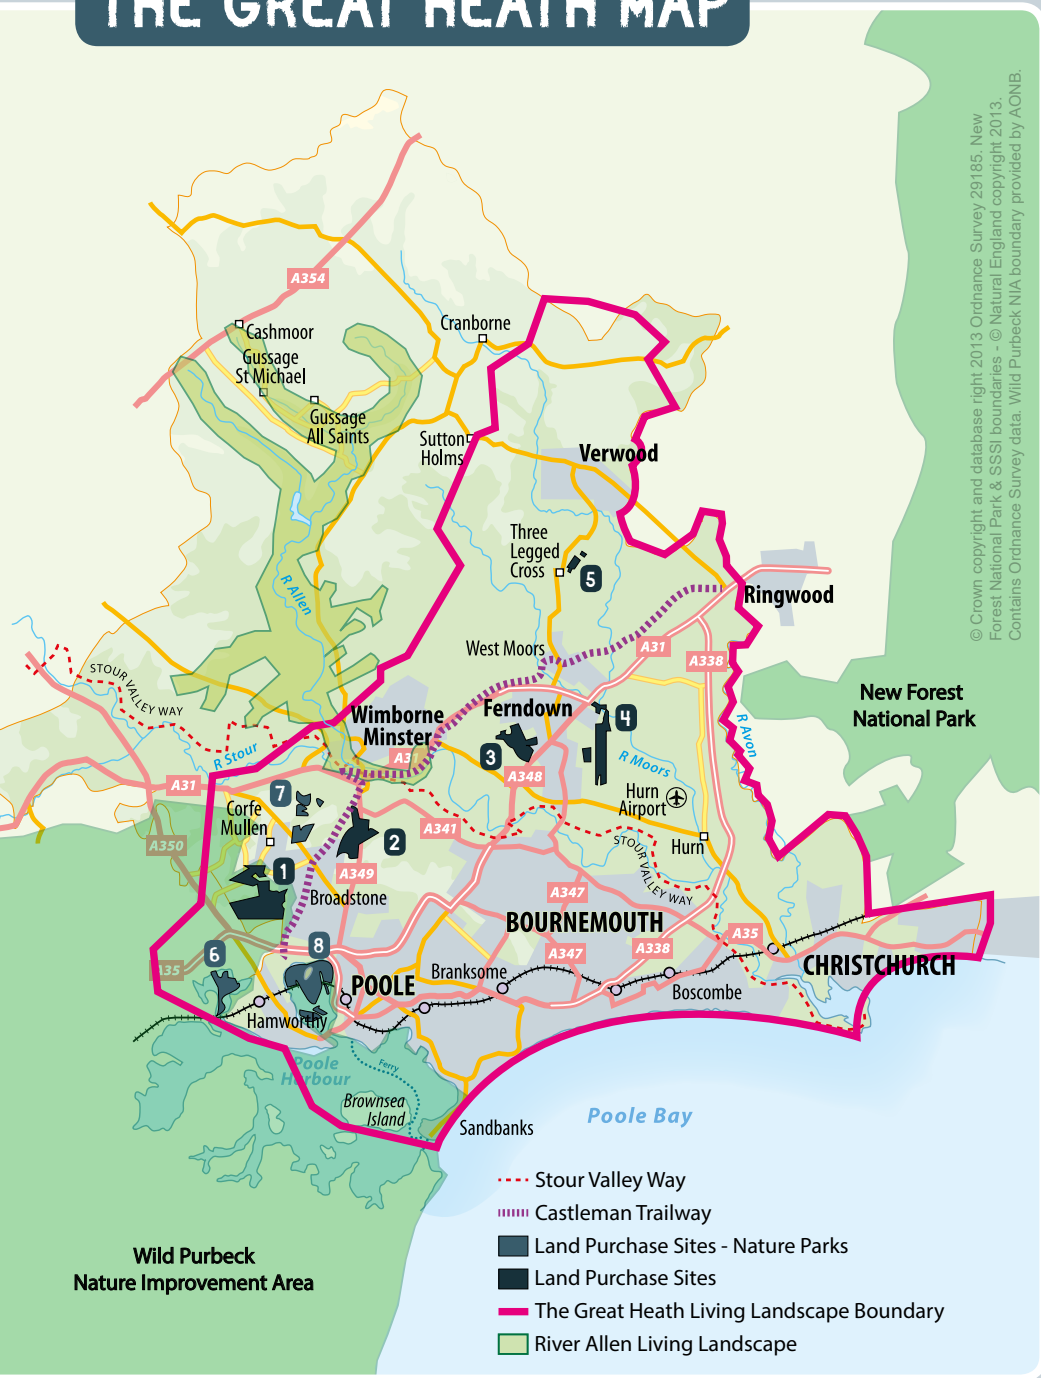 THE GREAT HEATH MAP
© Crown copyright and database right 2013 Ordnance Survey 29185. New
Forest National Park & SSSI boundaries - © Natural England copyright 2013.
Contains Ordnance Survey data. Wild Purbeck NIA boundary provided by AONB.
A354
Cashmoor
Cranborne
Gussage
St Michael
Gussage
All Saints
Sutton
Holms
Verwood
Three
Legged
Cross
5
R Allen
Ringwood
West Moors
A31
A338
STOUR VALLEY WAY
New Forest
National Park
Wimborne
Minster
Ferndown
4
R Avon
R Stour
A31
3
R Moors
A31
A348
7
Hurn
Airport
Corfe
Mullen
A341
2
A350
STOUR VALLEY WAY
Hurn
1
A349
Broadstone
A347
BOURNEMOUTH
A35
6
8
A347
A338
A35
CHRISTCHURCH
Branksome
POOLE
Boscombe
Hamworthy
Poole
Harbour
Ferry
Brownsea
Island
Sandbanks
Poole Bay
Wild Purbeck
Nature Improvement Area
Stour Valley Way
Castleman Trailway
Land Purchase Sites - Nature Parks
Land Purchase Sites
The Great Heath Living Landscape Boundary
River Allen Living Landscape